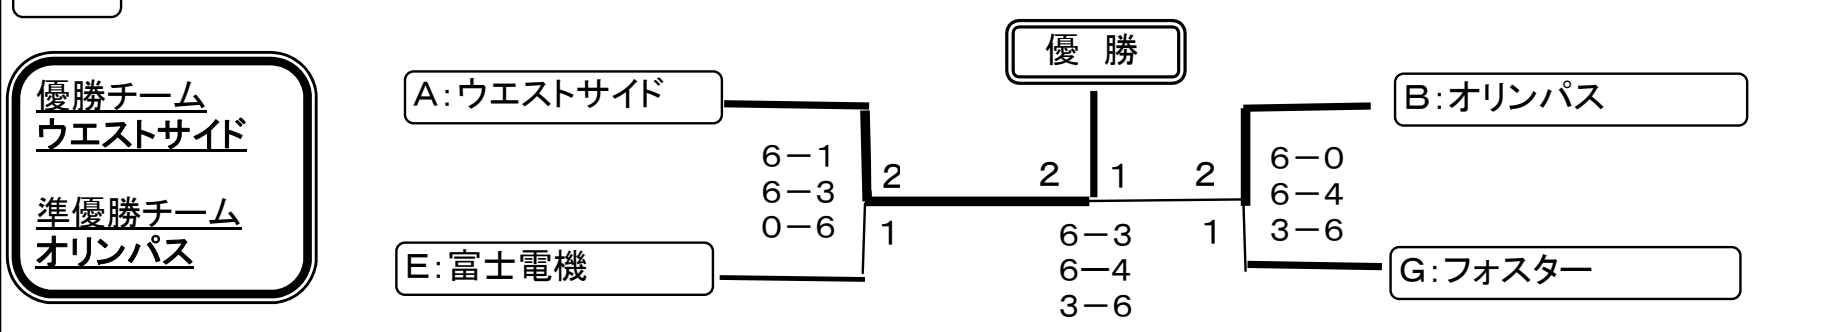 優勝チーム
ウエストサイド
準優勝チーム
オリンパス
A:ウエストサイド
E:富士電機
6－1
6－3
0－6
2
1
優 勝
2
1
6－3
6－4
3－6
2
1
6－0
6－4
3－6
B:オリンパス
G:フォスター